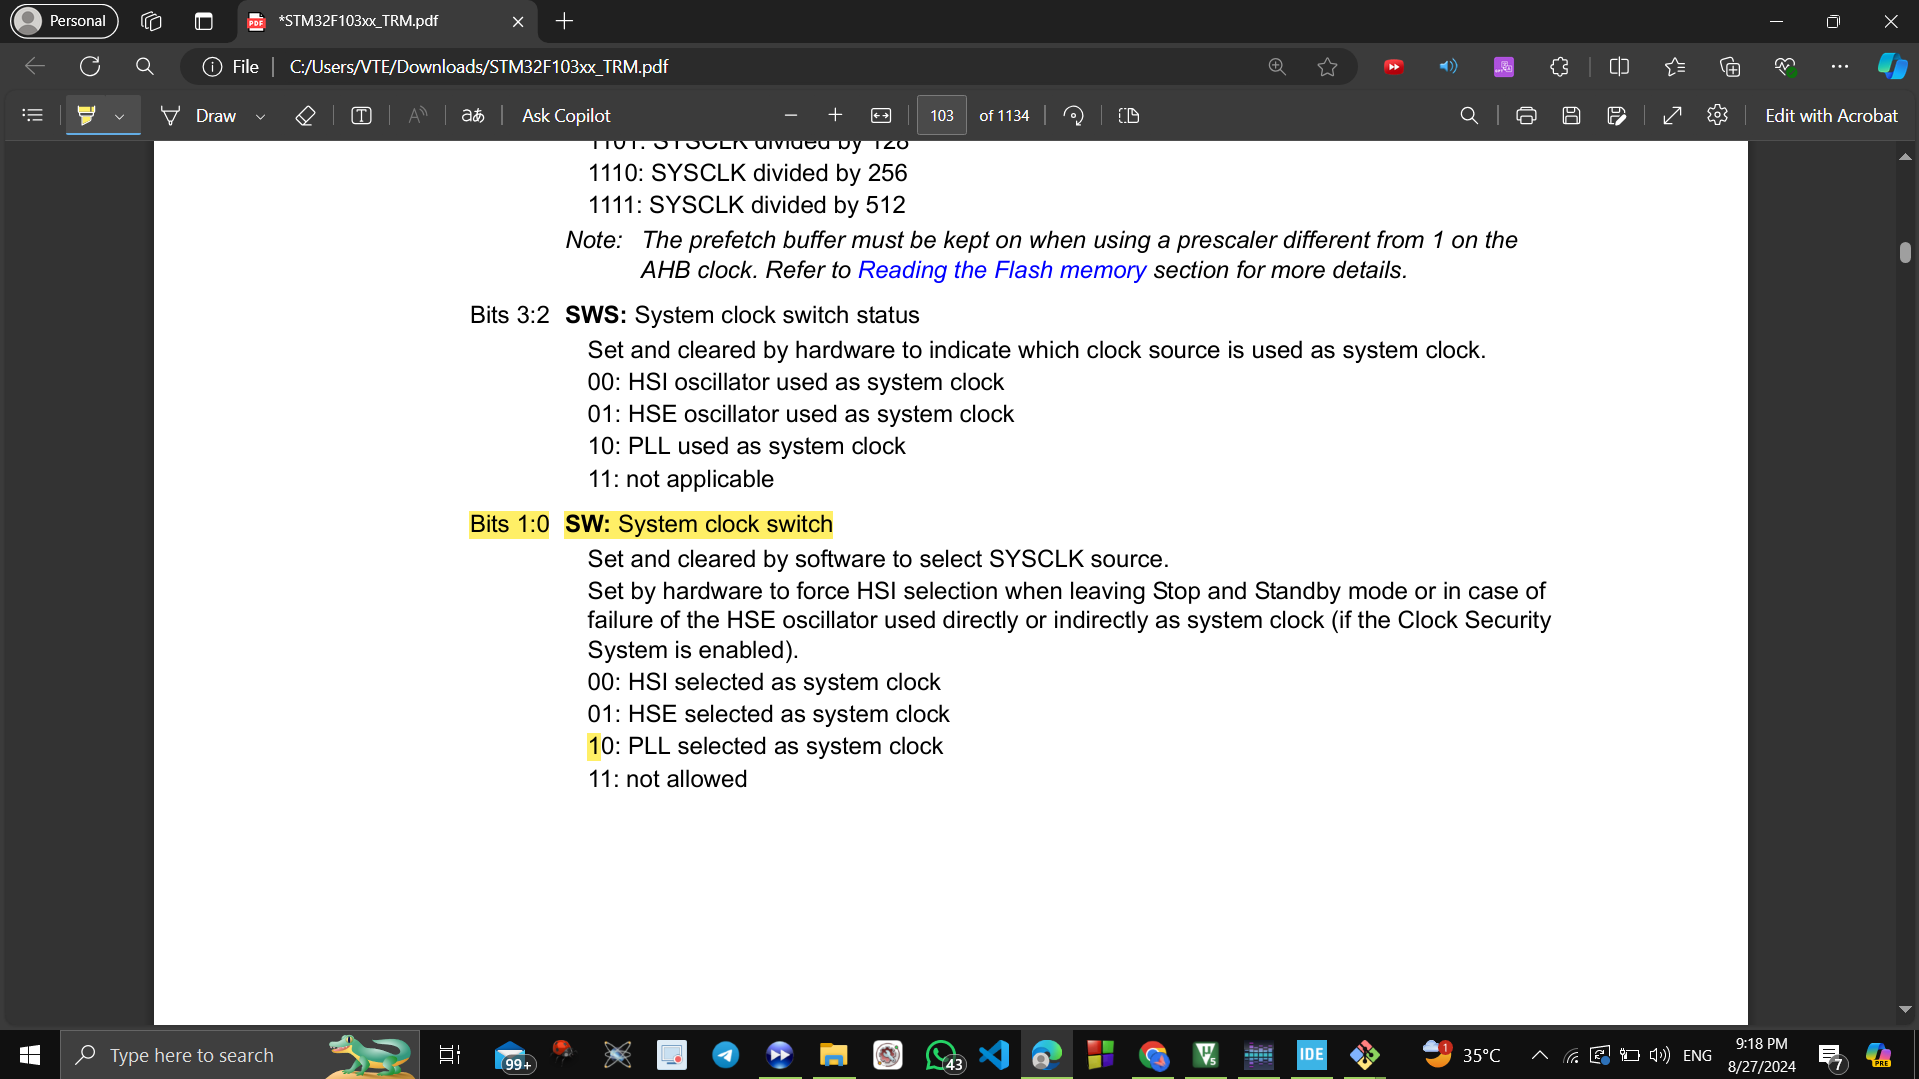 Personal
*STM32F103xx_TRM.pdf
File
C:/Users/VTE/Downloads/STM32F103xx_TRM.pdf
Draw
Ask Copilot
103 of 1134
Edit with Acrobat
1101: SYSCLK divided by 128
1110: SYSCLK divided by 256
1111: SYSCLK divided by 512
Note: The prefetch buffer must be kept on when using a prescaler different from 1 on the
AHB clock. Refer to Reading the Flash memory section for more details.
Bits 3:2 SWS: System clock switch status
Set and cleared by hardware to indicate which clock source is used as system clock.
00: HSI oscillator used as system clock
01: HSE oscillator used as system clock
10: PLL used as system clock
11: not applicable
Bits 1:0 SW: System clock switch
Set and cleared by software to select SYSCLK source.
Set by hardware to force HSI selection when leaving Stop and Standby mode or in case of
failure of the HSE oscillator used directly or indirectly as system clock (if the Clock Security
System is enabled).
00: HSI selected as system clock
01: HSE selected as system clock
10: PLL selected as system clock
11: not allowed
Type here to search
99+
43
IDE
1
35°C
ENG
9:18 PM
8/27/2024
7
PRE